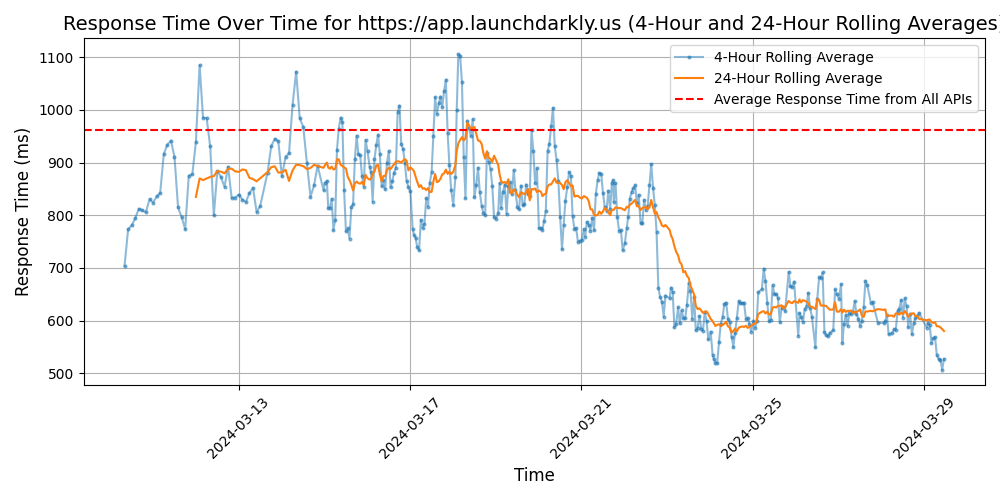 Response Time Over Time for https://app.launchdarkly.us (4-Hour and 24-Hour Rolling Averages)
4-Hour Rolling Average
24-Hour Rolling Average
Average Response Time from All APIs
Response Time (ms)
1100
1000
900
800
700
600
500
2024-03-13
2024-03-17
2024-03-21
2024-03-25
2024-03-29
Time